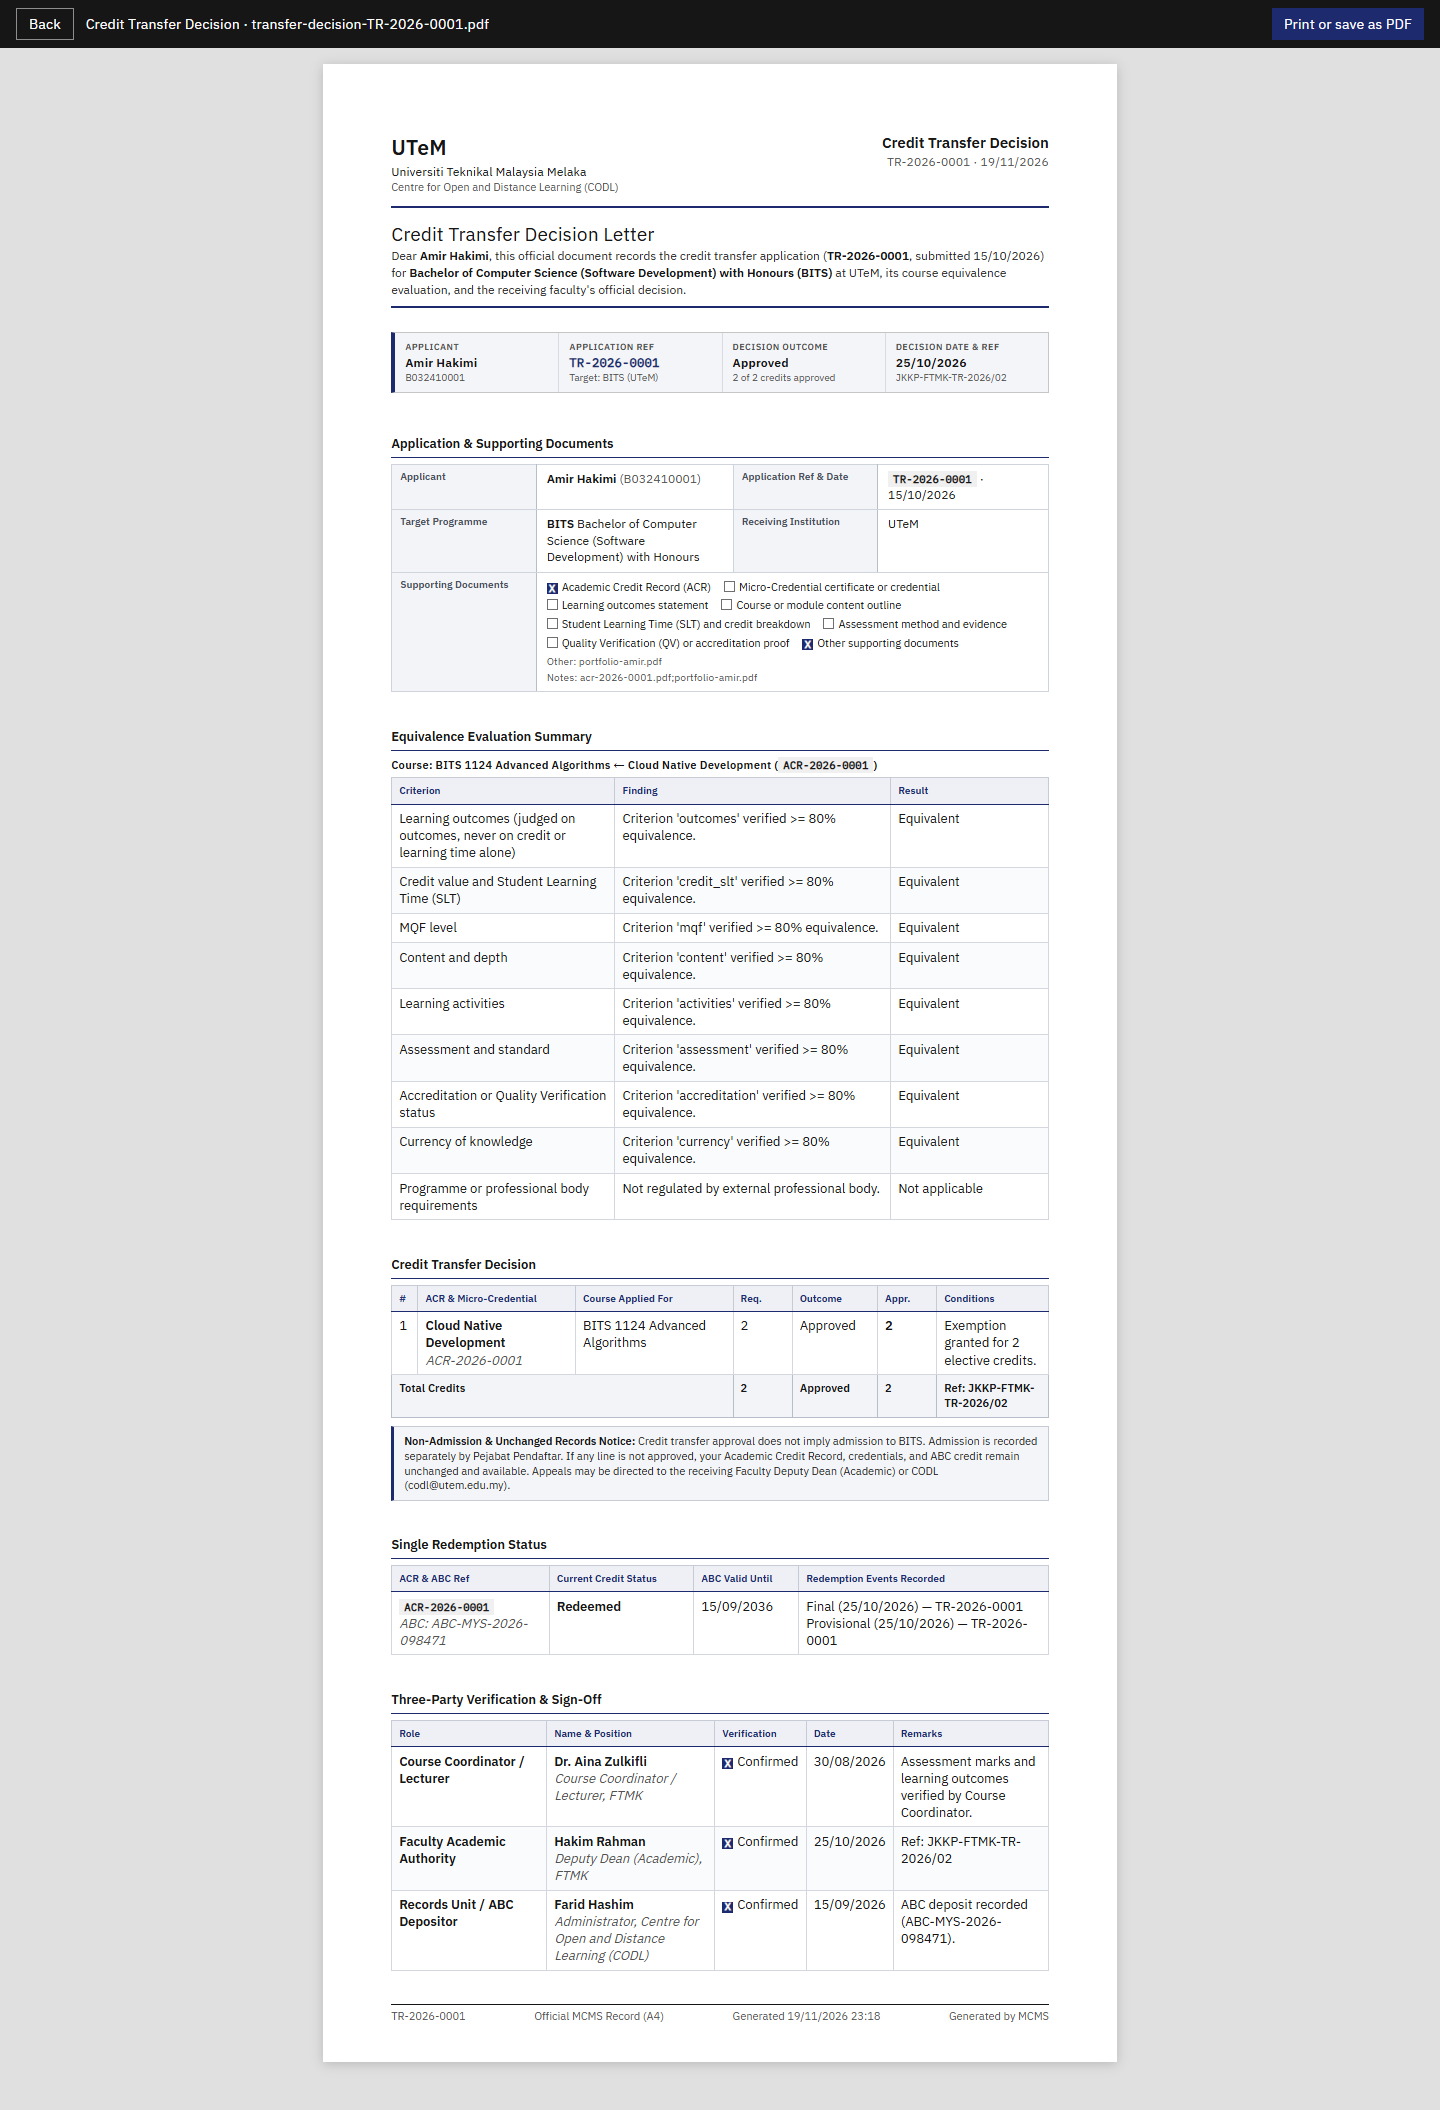 Back
Credit Transfer Decision · transfer-decision-TR-2026-0001.pdf
Print or save as PDF
UTeM
Universiti Teknikal Malaysia Melaka
Centre for Open and Distance Learning (CODL)
Credit Transfer Decision
TR-2026-0001 · 19/11/2026
Credit Transfer Decision Letter
Dear Amir Hakimi, this official document records the credit transfer application (TR-2026-0001, submitted 15/10/2026)
for Bachelor of Computer Science (Software Development) with Honours (BITS) at UTeM, its course equivalence
evaluation, and the receiving faculty's official decision.
APPLICANT
Amir Hakimi
B032410001
APPLICATION REF
TR-2026-0001
Target: BITS (UTeM)
DECISION OUTCOME
Approved
2 of 2 credits approved
DECISION DATE & REF
25/10/2026
JKKP-FTMK-TR-2026/02
Application & Supporting Documents
Applicant
Amir Hakimi (B032410001)
Application Ref & Date
TR-2026-0001 ·
15/10/2026
Target Programme
BITS Bachelor of Computer
Science (Software
Development) with Honours
Receiving Institution
UTeM
Supporting Documents
X Academic Credit Record (ACR) Micro-Credential certificate or credential
Learning outcomes statement Course or module content outline
Student Learning Time (SLT) and credit breakdown Assessment method and evidence
Quality Verification (QV) or accreditation proof X Other supporting documents
Other: portfolio-amir.pdf
Notes: acr-2026-0001.pdf;portfolio-amir.pdf
Equivalence Evaluation Summary
Course: BITS 1124 Advanced Algorithms ← Cloud Native Development ( ACR-2026-0001 )
Criterion
Finding
Result
Learning outcomes (judged on
outcomes, never on credit or
learning time alone)
Criterion 'outcomes' verified >= 80%
equivalence.
Equivalent
Credit value and Student Learning
Time (SLT)
Criterion 'credit_slt' verified >= 80%
equivalence.
Equivalent
MQF level
Criterion 'mqf' verified >= 80% equivalence.
Equivalent
Content and depth
Criterion 'content' verified >= 80%
equivalence.
Equivalent
Learning activities
Criterion 'activities' verified >= 80%
equivalence.
Equivalent
Assessment and standard
Criterion 'assessment' verified >= 80%
equivalence.
Equivalent
Accreditation or Quality Verification
status
Criterion 'accreditation' verified >= 80%
equivalence.
Equivalent
Currency of knowledge
Criterion 'currency' verified >= 80%
equivalence.
Equivalent
Programme or professional body
requirements
Not regulated by external professional body.
Not applicable
Credit Transfer Decision
#
ACR & Micro-Credential
Course Applied For
Req.
Outcome
Appr.
Conditions
1
Cloud Native
Development
ACR-2026-0001
BITS 1124 Advanced
Algorithms
2
Approved
2
Exemption
granted for 2
elective credits.
Total Credits
2
Approved
2
Ref: JKKP-FTMK-
TR-2026/02
Non-Admission & Unchanged Records Notice: Credit transfer approval does not imply admission to BITS. Admission is recorded
separately by Pejabat Pendaftar. If any line is not approved, your Academic Credit Record, credentials, and ABC credit remain
unchanged and available. Appeals may be directed to the receiving Faculty Deputy Dean (Academic) or CODL
(codl@utem.edu.my).
Single Redemption Status
ACR & ABC Ref
Current Credit Status
ABC Valid Until
Redemption Events Recorded
ACR-2026-0001
ABC: ABC-MYS-2026-
098471
Redeemed
15/09/2036
Final (25/10/2026) — TR-2026-0001
Provisional (25/10/2026) — TR-2026-
0001
Three-Party Verification & Sign-Off
Role
Name & Position
Verification
Date
Remarks
Course Coordinator /
Lecturer
Dr. Aina Zulkifli
Course Coordinator /
Lecturer, FTMK
X Confirmed
30/08/2026
Assessment marks and
learning outcomes
verified by Course
Coordinator.
Faculty Academic
Authority
Hakim Rahman
Deputy Dean (Academic),
FTMK
X Confirmed
25/10/2026
Ref: JKKP-FTMK-TR-
2026/02
Records Unit / ABC
Depositor
Farid Hashim
Administrator, Centre for
Open and Distance
Learning (CODL)
X Confirmed
15/09/2026
ABC deposit recorded
(ABC-MYS-2026-
098471).
TR-2026-0001
Official MCMS Record (A4)
Generated 19/11/2026 23:18
Generated by MCMS